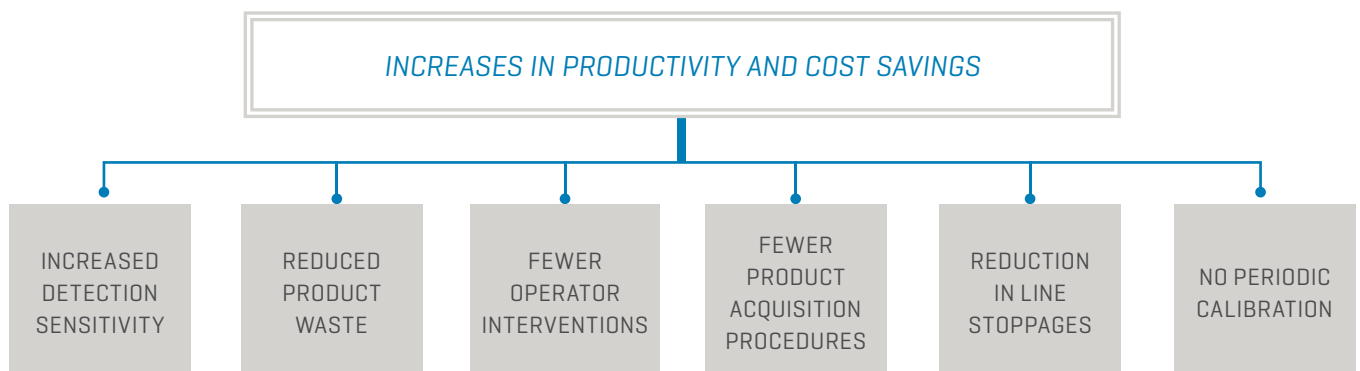 INCREASES IN PRODUCTIVITY AND COST SAVINGS
INCREASED
DETECTION
SENSITIVITY
REDUCED
PRODUCT
WASTE
FEWER
OPERATOR
INTERVENTIONS
FEWER
PRODUCT
ACQUISITION
PROCEDURES
REDUCTION
IN LINE
STOPPAGES
NO PERIODIC
CALIBRATION